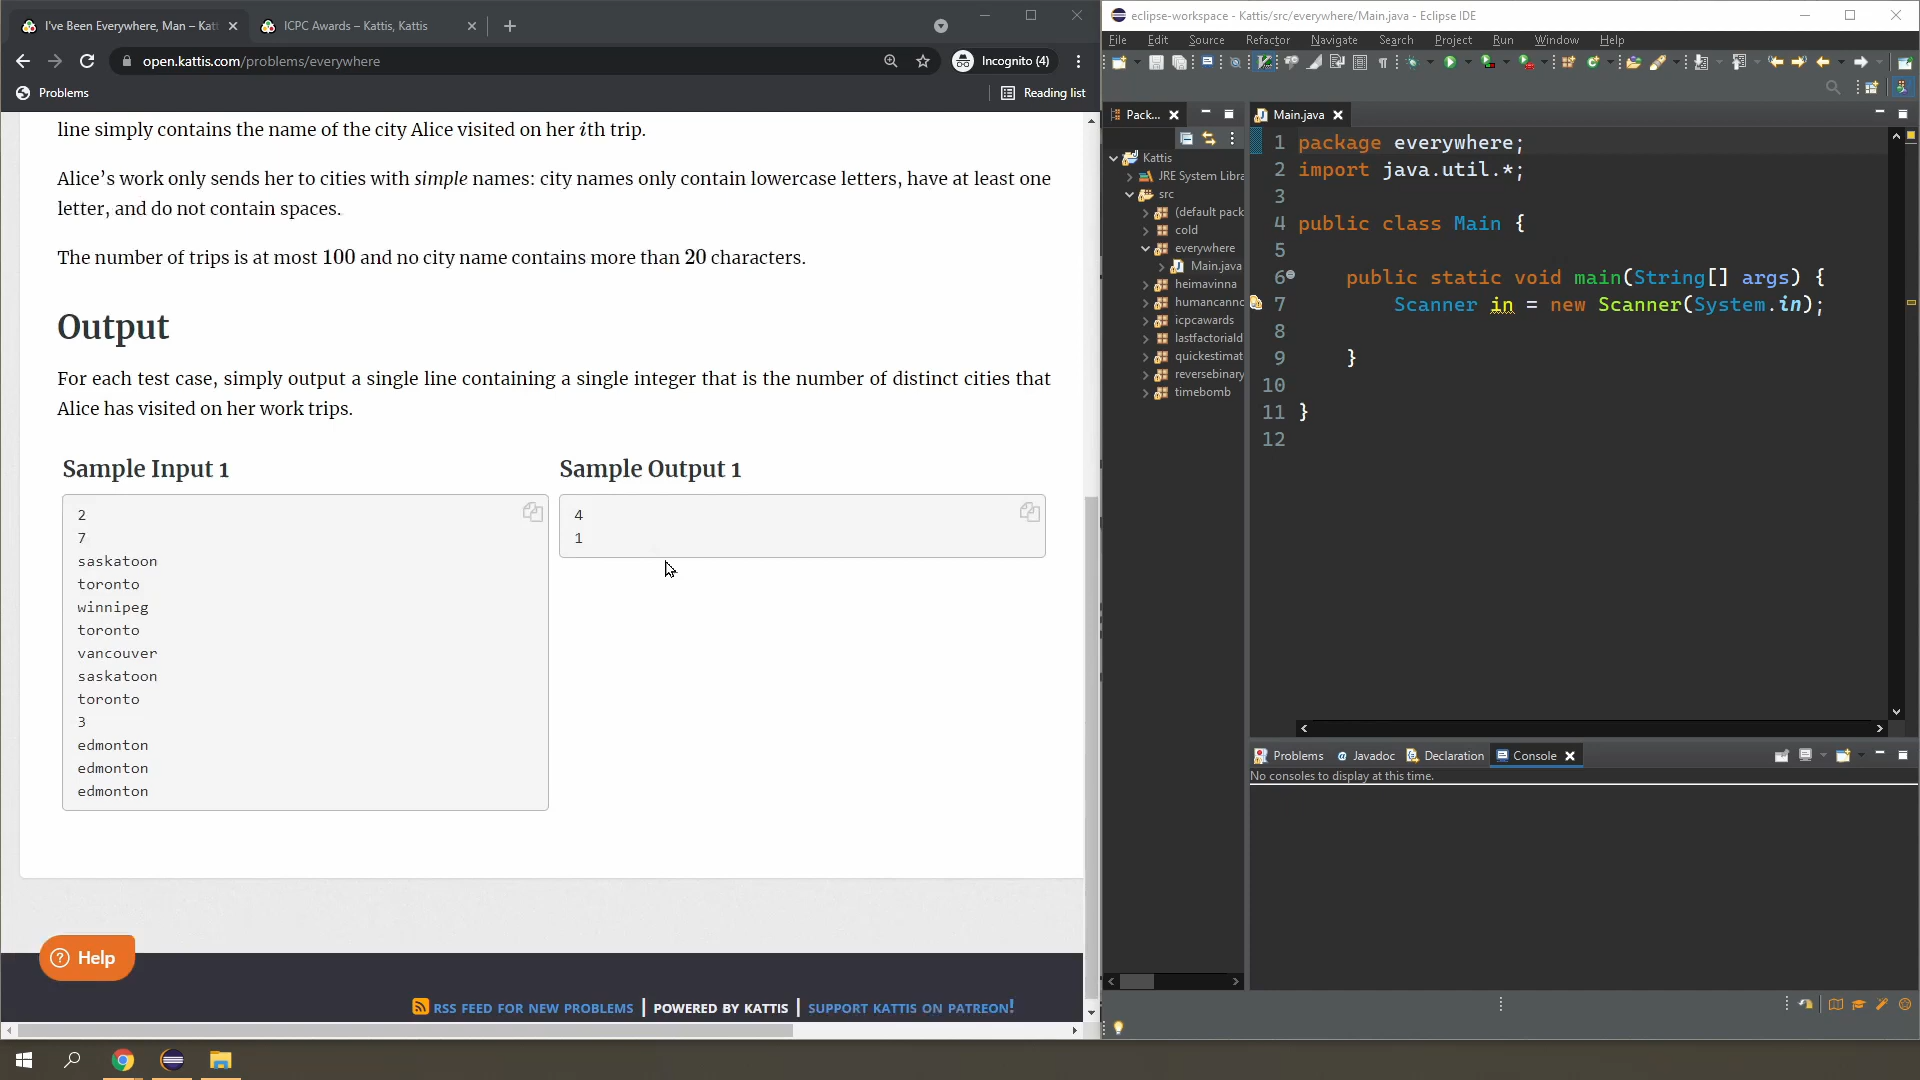 I've Been Everywhere, Man – Kat
ICPC Awards – Kattis, Kattis
open.kattis.com/problems/everywhere
Incognito (4)
Problems
Reading list
line simply contains the name of the city Alice visited on her ith trip.
Alice's work only sends her to cities with simple names: city names only contain lowercase letters, have at least one
letter, and do not contain spaces.
The number of trips is at most 100 and no city name contains more than 20 characters.
Output
For each test case, simply output a single line containing a single integer that is the number of distinct cities that
Alice has visited on her work trips.
Sample Input 1
2
7
saskatoon
toronto
winnipeg
toronto
vancouver
saskatoon
toronto
3
edmonton
edmonton
edmonton
Sample Output 1
4
1
Help
RSS FEED FOR NEW PROBLEMS | POWERED BY KATTIS | SUPPORT KATTIS ON PATREON!
eclipse-workspace - Kattis/src/everywhere/Main.java - Eclipse IDE
File Edit Source Refactor Navigate Search Project Run Window Help
Pack...
Kattis
JRE System Libra
src
(default pack
cold
everywhere
Main.java
heimavinna
humancanno
icpcawards
lastfactoriald
quickestimat
reversebinary
timebomb
Main.java
1 package everywhere;
2 import java.util.*;
3
4 public class Main {
5
6 public static void main(String[] args) {
7 Scanner in = new Scanner(System.in);
8
9 }
10
11 }
12
Problems @ Javadoc Declaration Console
No consoles to display at this time.